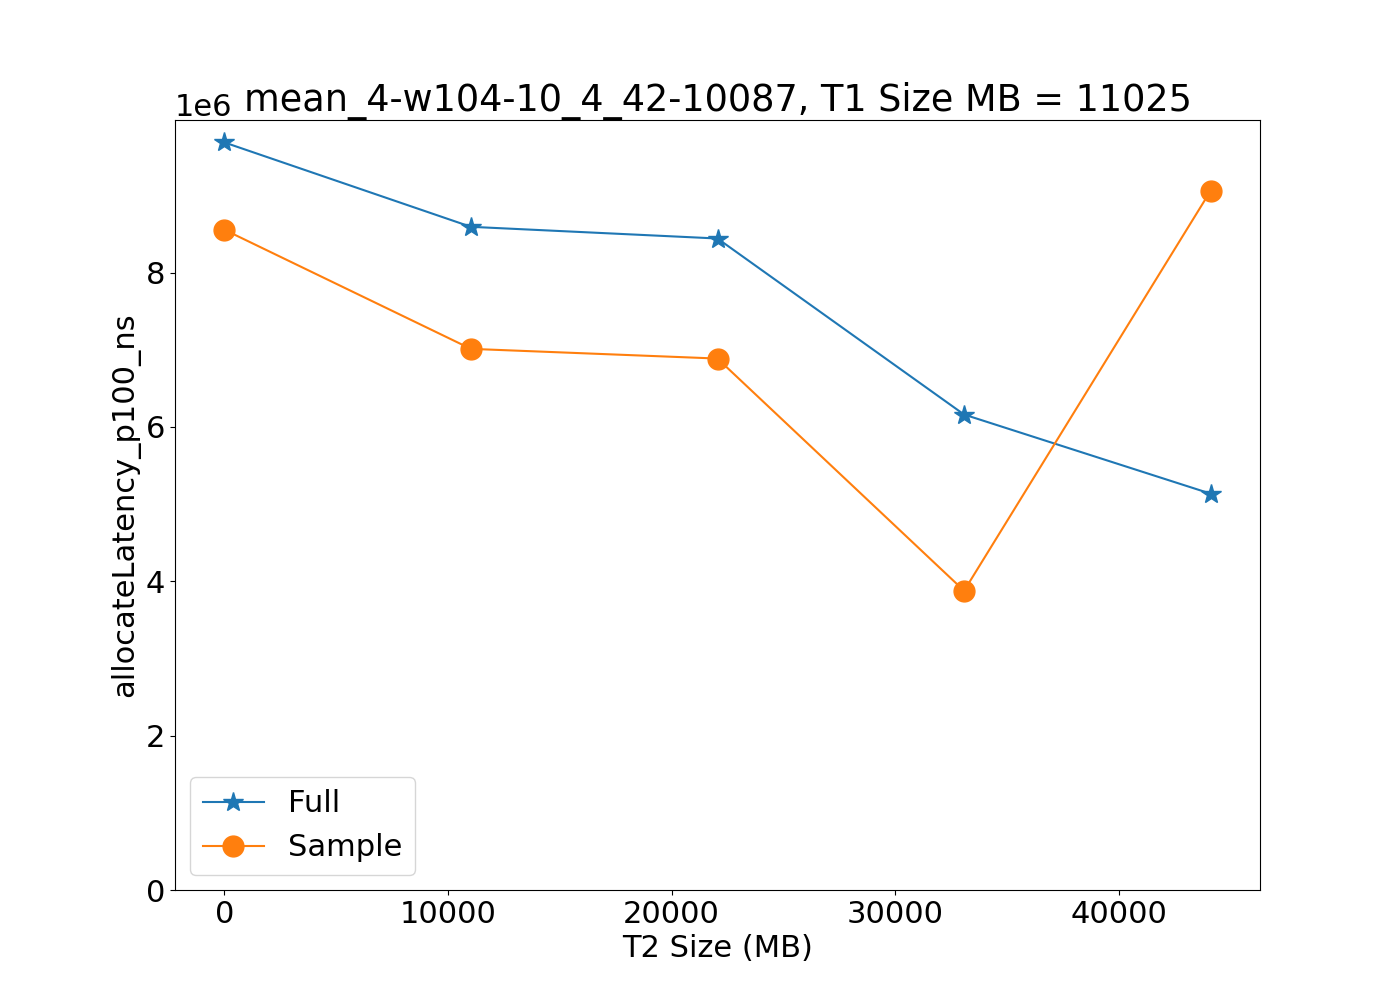 1e6 mean_4-w104-10_4_42-10087, T1 Size MB = 11025
allocateLatency_p100_ns
8
6
4
2
0
Full
Sample
0 10000 20000 30000 40000
T2 Size (MB)